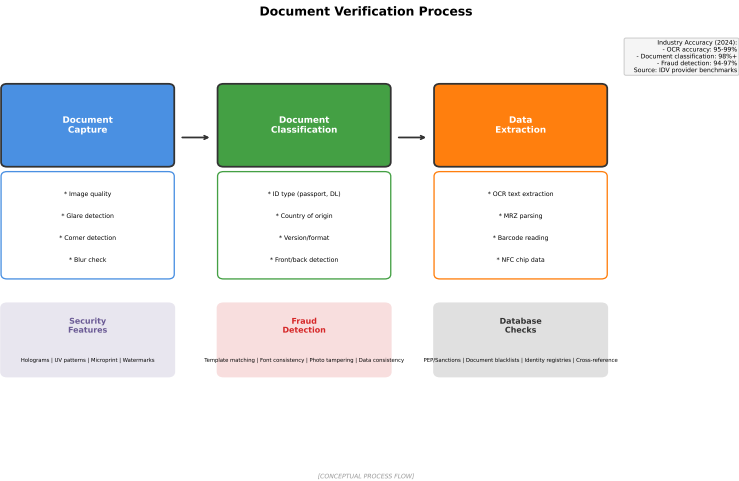 Document Verification Process
Industry Accuracy (2024):
- OCR accuracy: 95-99%
- Document classification: 98%+
- Fraud detection: 94-97%
Source: IDV provider benchmarks
Document
Capture
Document
Classification
Data
Extraction
* Image quality
* Glare detection
* Corner detection
* Blur check
* ID type (passport, DL)
* Country of origin
* Version/format
* Front/back detection
* OCR text extraction
* MRZ parsing
* Barcode reading
* NFC chip data
Security
Features
Holograms | UV patterns | Microprint | Watermarks
Fraud
Detection
Template matching | Font consistency | Photo tampering | Data consistency
Database
Checks
PEP/Sanctions | Document blacklists | Identity registries | Cross-reference
[CONCEPTUAL PROCESS FLOW]